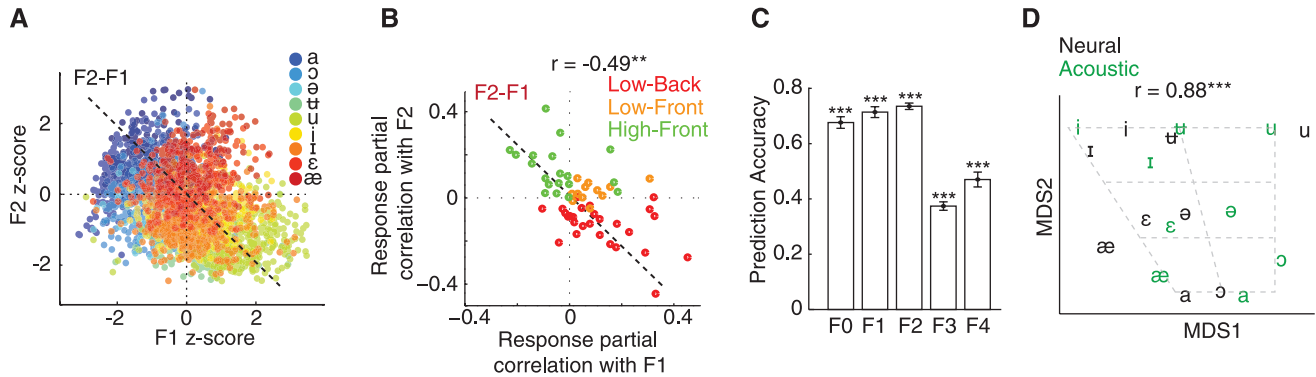 A
F2-F1
a
ɔ
ə
ʉ
u
i
ɪ
ɛ
æ
F2 z-score
2
0
-2
-2
0
2
F1 z-score
B
r = -0.49**
F2-F1
Low-Back
Low-Front
High-Front
Response partial
correlation with F2
0.4
0
-0.4
-0.4
0
0.4
Response partial
correlation with F1
C
Prediction Accuracy
0.8
0.6
0.4
0.2
0
***
***
***
***
***
F0 F1 F2 F3 F4
D
Neural
Acoustic
r = 0.88***
i i ʉ ʉ u u
ɪ ɪ
ɛ ɛ ə ə
æ ɔ
æ
a ɔ a
MDS2
MDS1